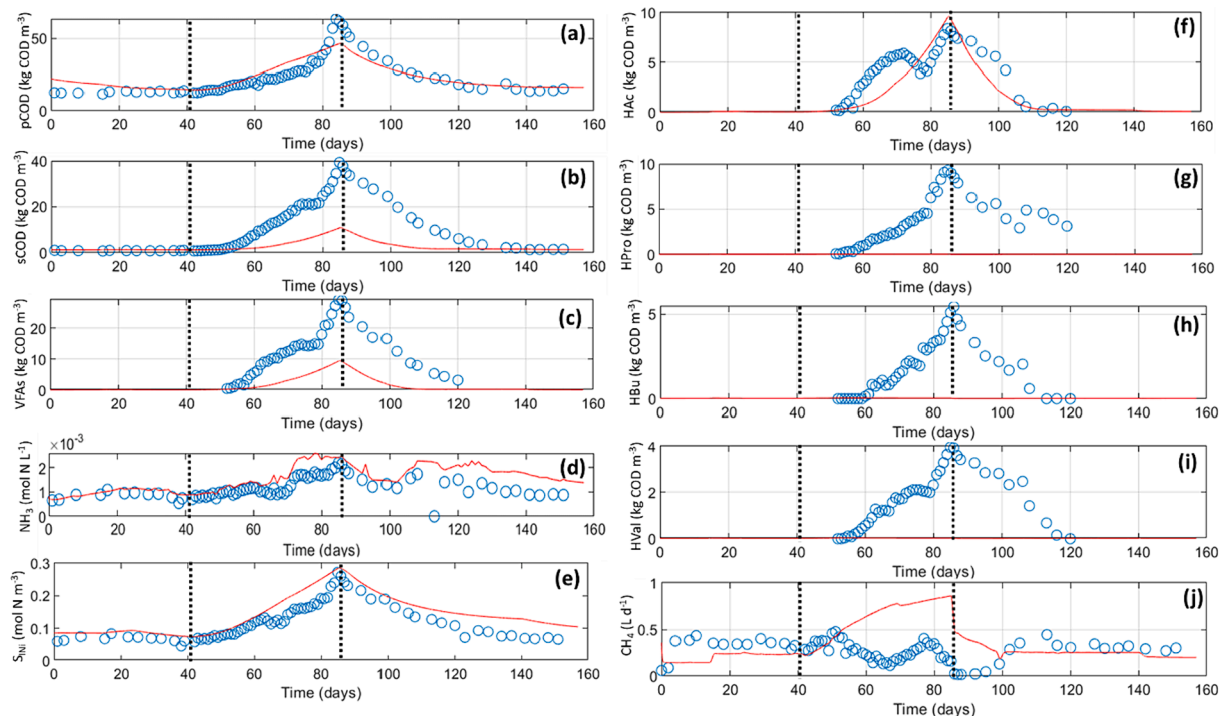 pCOD (kg COD m⁻³)
50
0
(a)
0 20 40 60 80 100 120 140 160
Time (days)
sCOD (kg COD m⁻³)
40
20
0
(b)
0 20 40 60 80 100 120 140 160
Time (days)
VFAs (kg COD m⁻³)
20
10
0
(c)
0 20 40 60 80 100 120 140 160
Time (days)
NH₃ (mol N L⁻¹)
×10⁻³
2
1
0
(d)
0 20 40 60 80 100 120 140 160
Time (days)
S_Ni (mol N m⁻³)
0.3
0.2
0.1
0
(e)
0 20 40 60 80 100 120 140 160
Time (days)
HAc (kg COD m⁻³)
10
5
0
(f)
0 20 40 60 80 100 120 140 160
Time (days)
HPro (kg COD m⁻³)
10
5
0
(g)
0 20 40 60 80 100 120 140 160
Time (days)
HBu (kg COD m⁻³)
5
0
(h)
0 20 40 60 80 100 120 140 160
Time (days)
HVal (kg COD m⁻³)
4
2
0
(i)
0 20 40 60 80 100 120 140 160
Time (days)
CH₄ (L d⁻¹)
1
0.5
0
(j)
0 20 40 60 80 100 120 140 160
Time (days)